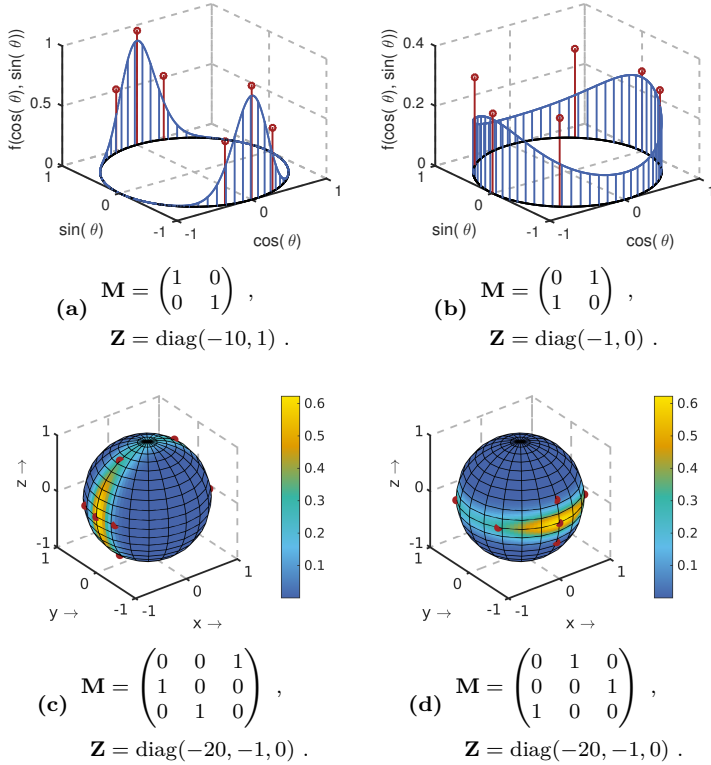 1
0.5
0
f(cos( θ), sin( θ))
1
0
-1
sin( θ)
-1
0
1
cos( θ)
0.4
0.2
0
f(cos( θ), sin( θ))
1
0
-1
sin( θ)
-1
0
1
cos( θ)
(a) M = (1 0
0 1) ,
Z = diag(−10, 1) .
(b) M = (0 1
1 0) ,
Z = diag(−1, 0) .
1
0
-1
z →
1
0
-1
y →
-1
0
1
x →
0.6
0.5
0.4
0.3
0.2
0.1
1
0
-1
z →
1
0
-1
y →
-1
0
1
x →
0.6
0.5
0.4
0.3
0.2
0.1
(c) M = (0 0 1
1 0 0
0 1 0) ,
Z = diag(−20, −1, 0) .
(d) M = (0 1 0
0 0 1
1 0 0) ,
Z = diag(−20, −1, 0) .